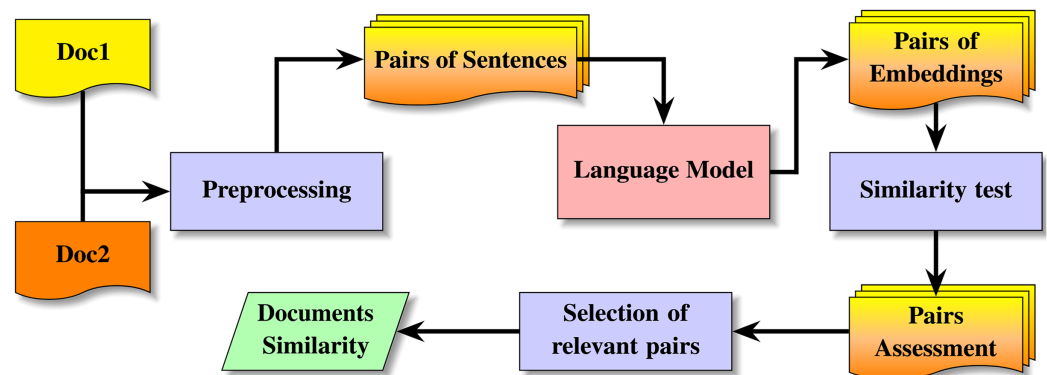 Doc1
Doc2
Preprocessing
Pairs of Sentences
Language Model
Pairs of
Embeddings
Similarity test
Pairs
Assessment
Selection of
relevant pairs
Documents
Similarity